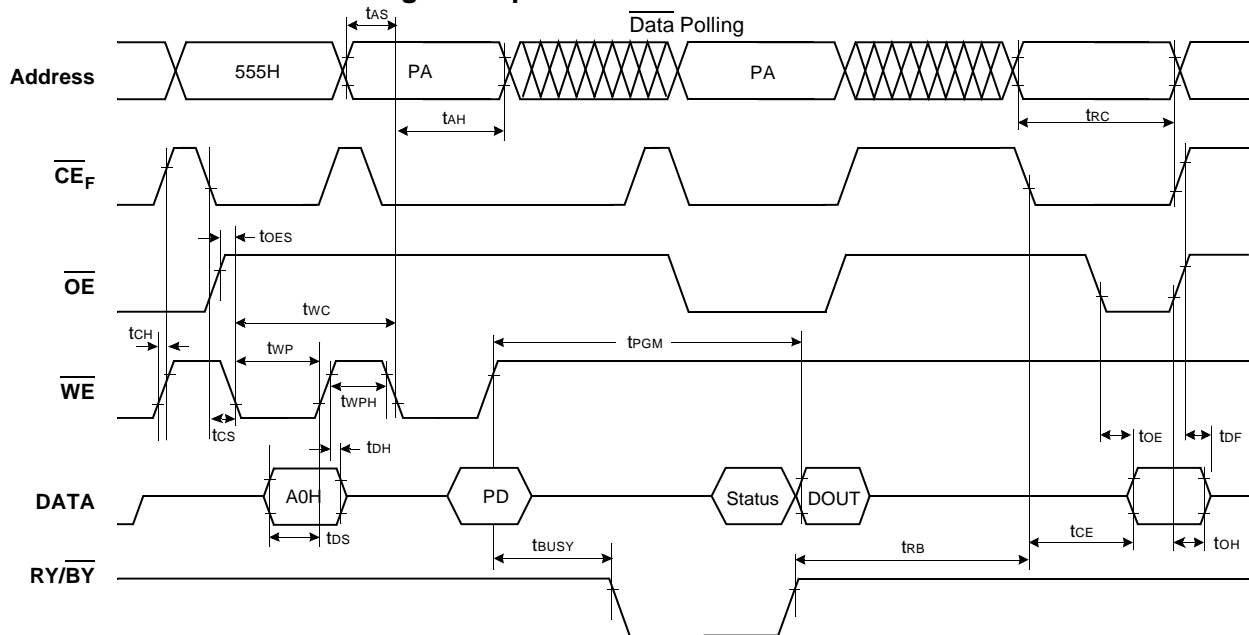 tAS
Data Polling
Address
555H
PA
PA
tAH
tRC
CEF
tOES
OE
tWC
tCH
tWP
tPGM
WE
tWPH
tCS
tDH
tOE
tDF
DATA
A0H
PD
Status
DOUT
tDS
tBUSY
tRB
tCE
tOH
RY/BY